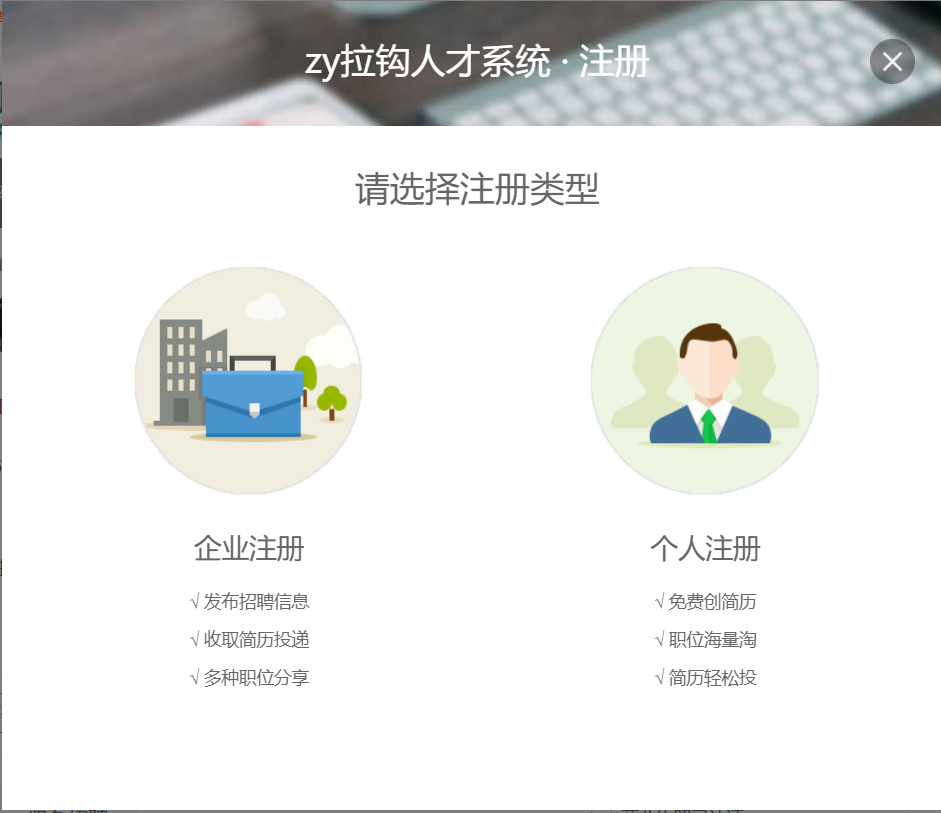 zy拉钩人才系统 · 注册
请选择注册类型
企业注册
√ 发布招聘信息
√ 收取简历投递
√ 多种职位分享
个人注册
√ 免费创简历
√ 职位海量淘
√ 简历轻松投